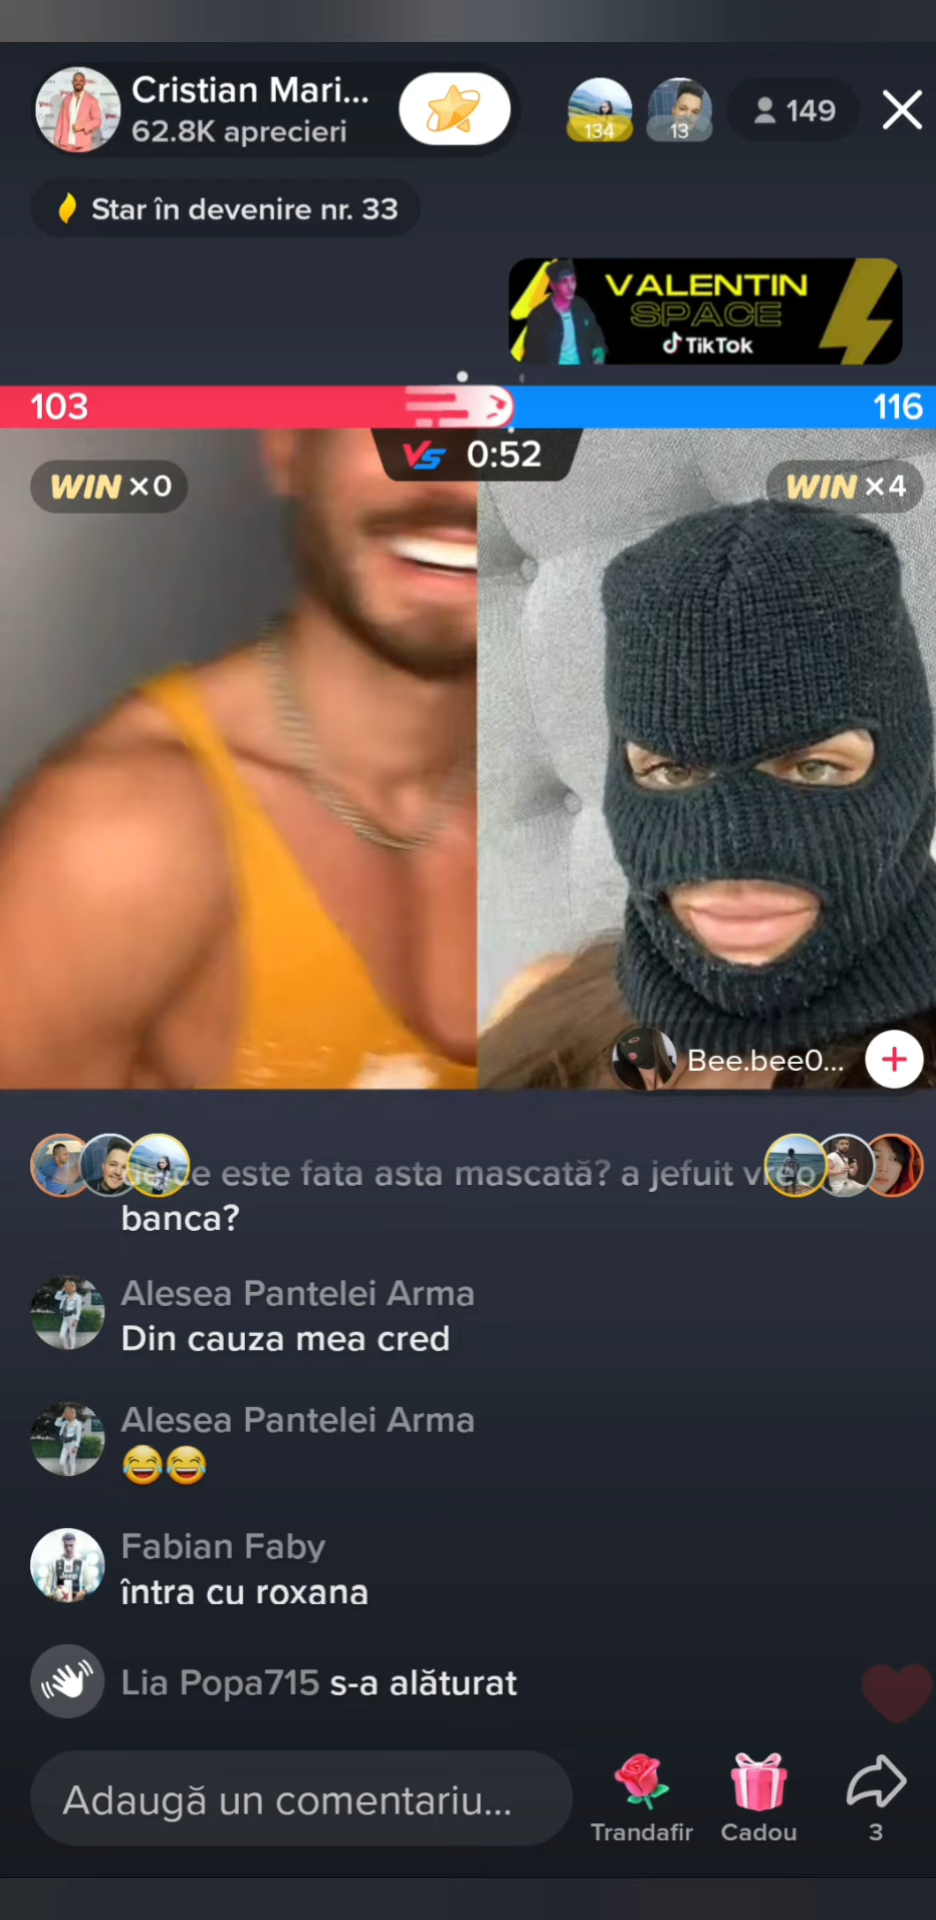 Cristian Mari...
62.8K aprecieri
134
13
149
Star în devenire nr. 33
VALENTIN
SPACE
TikTok
103
116
VS 0:52
WIN ×0
WIN ×4
Bee.bee0...
ce este fata asta mascată? a jefuit vreo
banca?
Alesea Pantelei Arma
Din cauza mea cred
Alesea Pantelei Arma
😂😂
Fabian Faby
întra cu roxana
Lia Popa715 s-a alăturat
Adaugă un comentariu...
Trandafir
Cadou
3